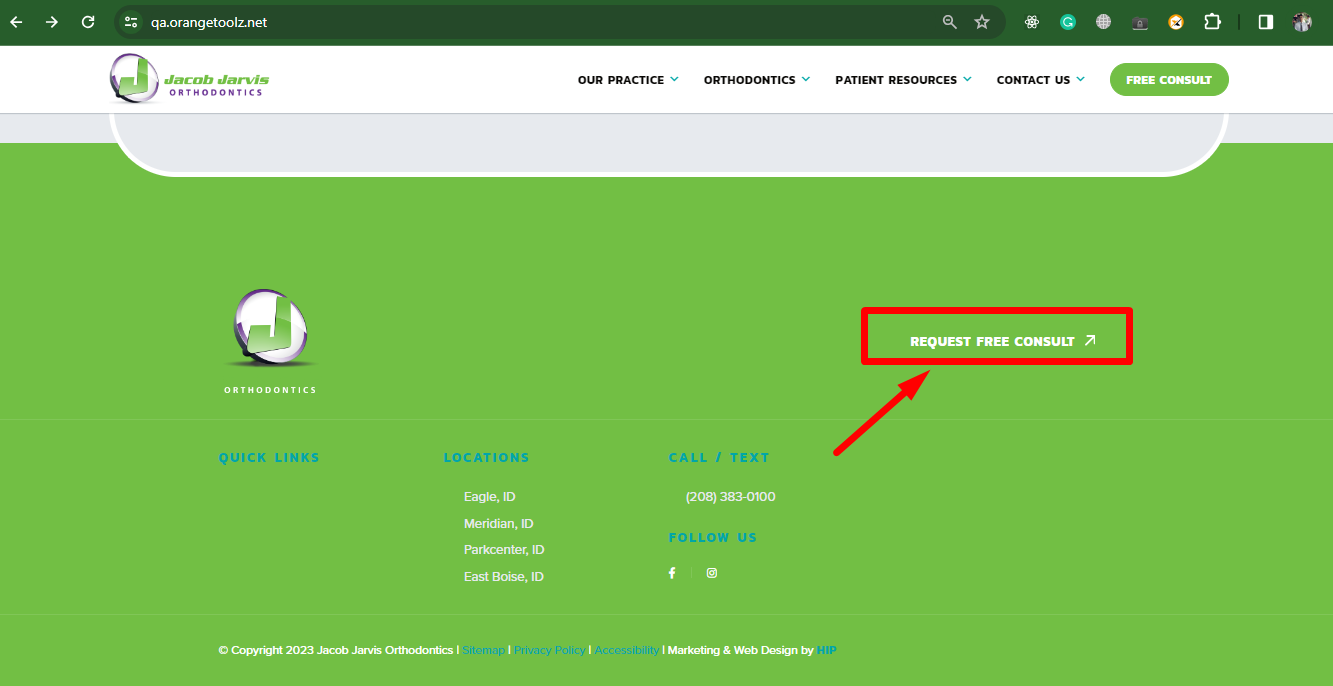 qa.orangetoolz.net
Jacob Jarvis
ORTHODONTICS
OUR PRACTICE ORTHODONTICS PATIENT RESOURCES CONTACT US FREE CONSULT
REQUEST FREE CONSULT
ORTHODONTICS
QUICK LINKS
LOCATIONS
Eagle, ID
Meridian, ID
Parkcenter, ID
East Boise, ID
CALL / TEXT
(208) 383-0100
FOLLOW US
© Copyright 2023 Jacob Jarvis Orthodontics | Sitemap | Privacy Policy | Accessibility | Marketing & Web Design by HIP